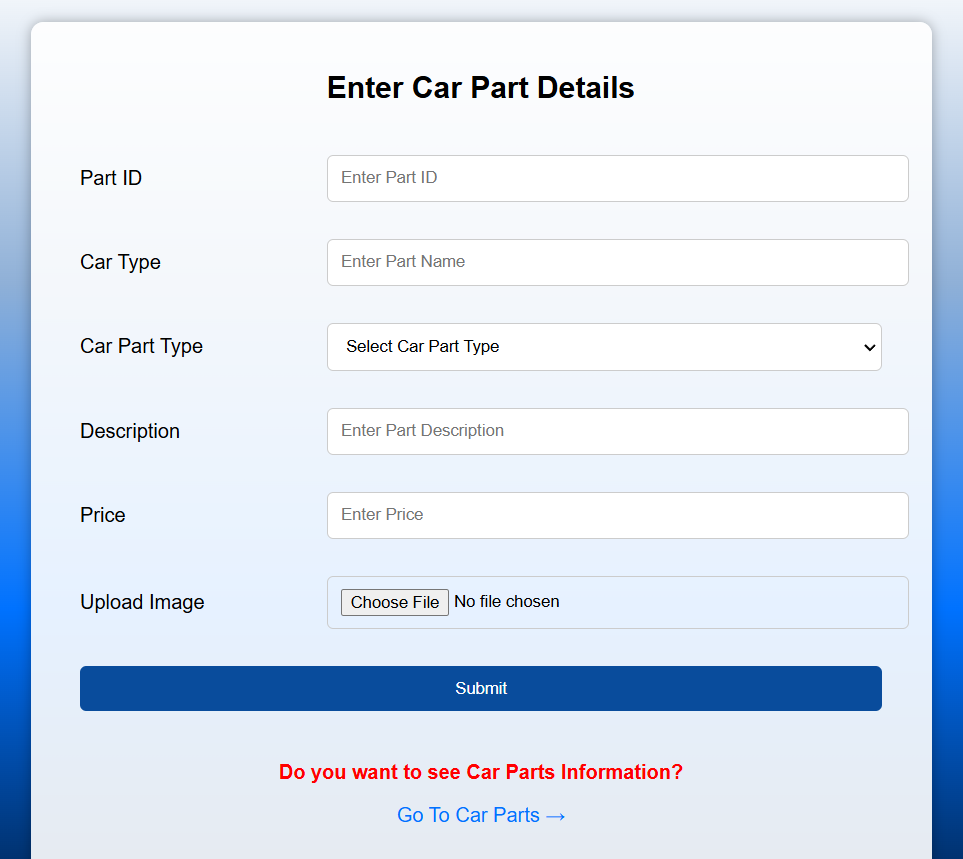 Enter Car Part Details
Part ID Enter Part ID
Car Type Enter Part Name
Car Part Type Select Car Part Type
Description Enter Part Description
Price Enter Price
Upload Image Choose File No file chosen
Submit
Do you want to see Car Parts Information?
Go To Car Parts →